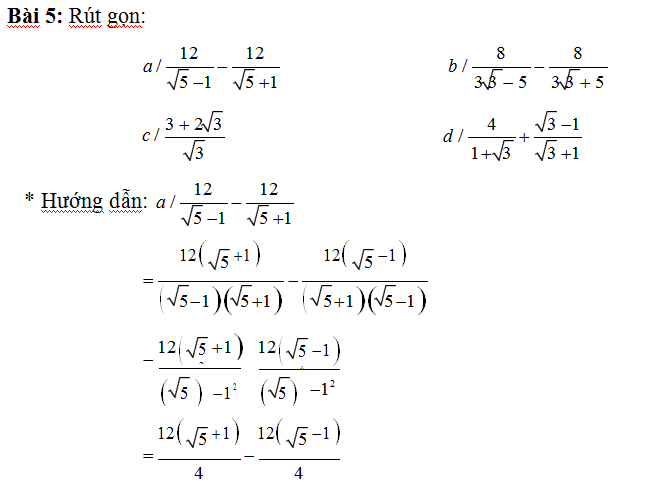 Bài 5: Rút gọn:
a / 12/(√5 −1) − 12/(√5 +1) b / 8/(3√3 − 5) − 8/(3√3 + 5)
c / (3 + 2√3)/√3 d / 4/(1+√3) + (√3 −1)/(√3 +1)
* Hướng dẫn: a / 12/(√5 −1) − 12/(√5 +1)
= 12(√5 +1)/((√5−1)(√5+1)) − 12(√5 −1)/((√5+1)(√5−1))
− 12(√5 +1)/((√5) −1²) 12(√5 −1)/((√5) −1²)
= 12(√5 +1)/4 − 12(√5 −1)/4